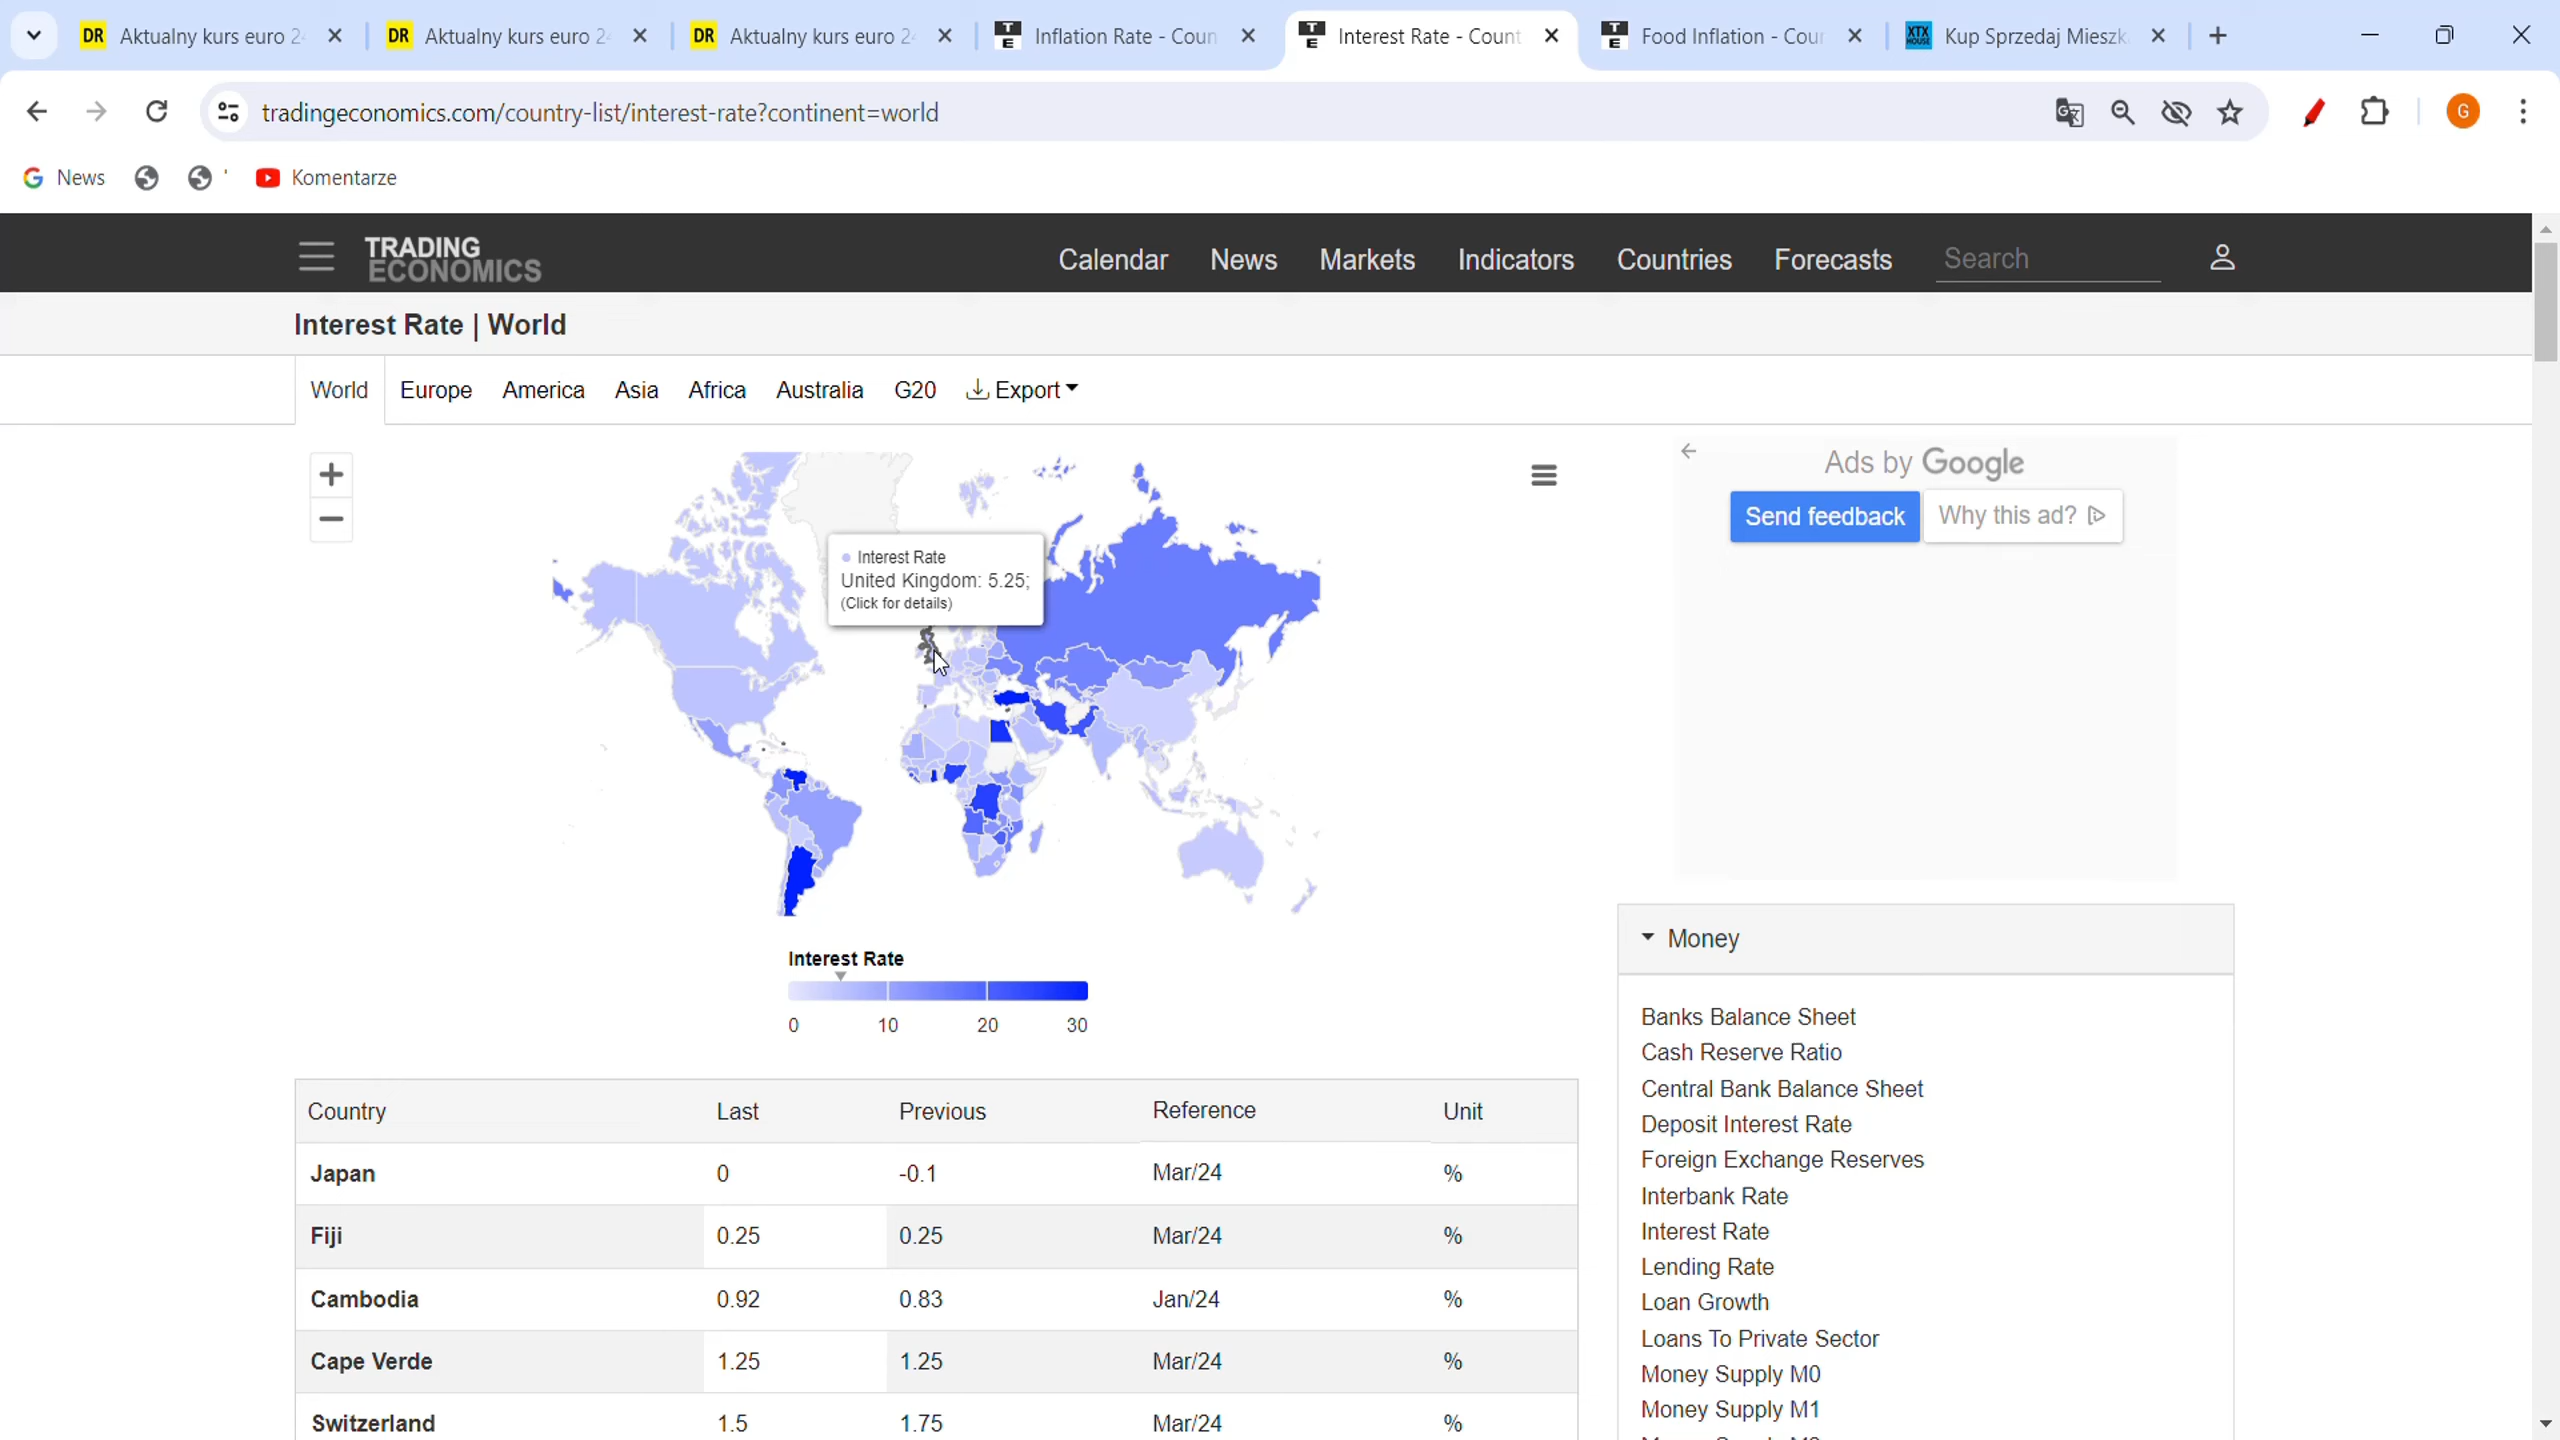 DR Aktualny kurs euro 2
DR Aktualny kurs euro 2
DR Aktualny kurs euro 2
TE Inflation Rate - Coun
TE Interest Rate - Count
TE Food Inflation - Cou
XTX HOUSE Kup Sprzedaj Mieszk
tradingeconomics.com/country-list/interest-rate?continent=world
G
G News
'
Komentarze
TRADING ECONOMICS
Calendar News Markets Indicators Countries Forecasts Search
Interest Rate | World
World Europe America Asia Africa Australia G20 Export
+
−
Interest Rate
United Kingdom: 5.25;
(Click for details)
Interest Rate
0 10 20 30
Ads by Google
Send feedback Why this ad?
Country Last Previous Reference Unit
Japan 0 -0.1 Mar/24 %
Fiji 0.25 0.25 Mar/24 %
Cambodia 0.92 0.83 Jan/24 %
Cape Verde 1.25 1.25 Mar/24 %
Switzerland 1.5 1.75 Mar/24 %
Money
Banks Balance Sheet
Cash Reserve Ratio
Central Bank Balance Sheet
Deposit Interest Rate
Foreign Exchange Reserves
Interbank Rate
Interest Rate
Lending Rate
Loan Growth
Loans To Private Sector
Money Supply M0
Money Supply M1